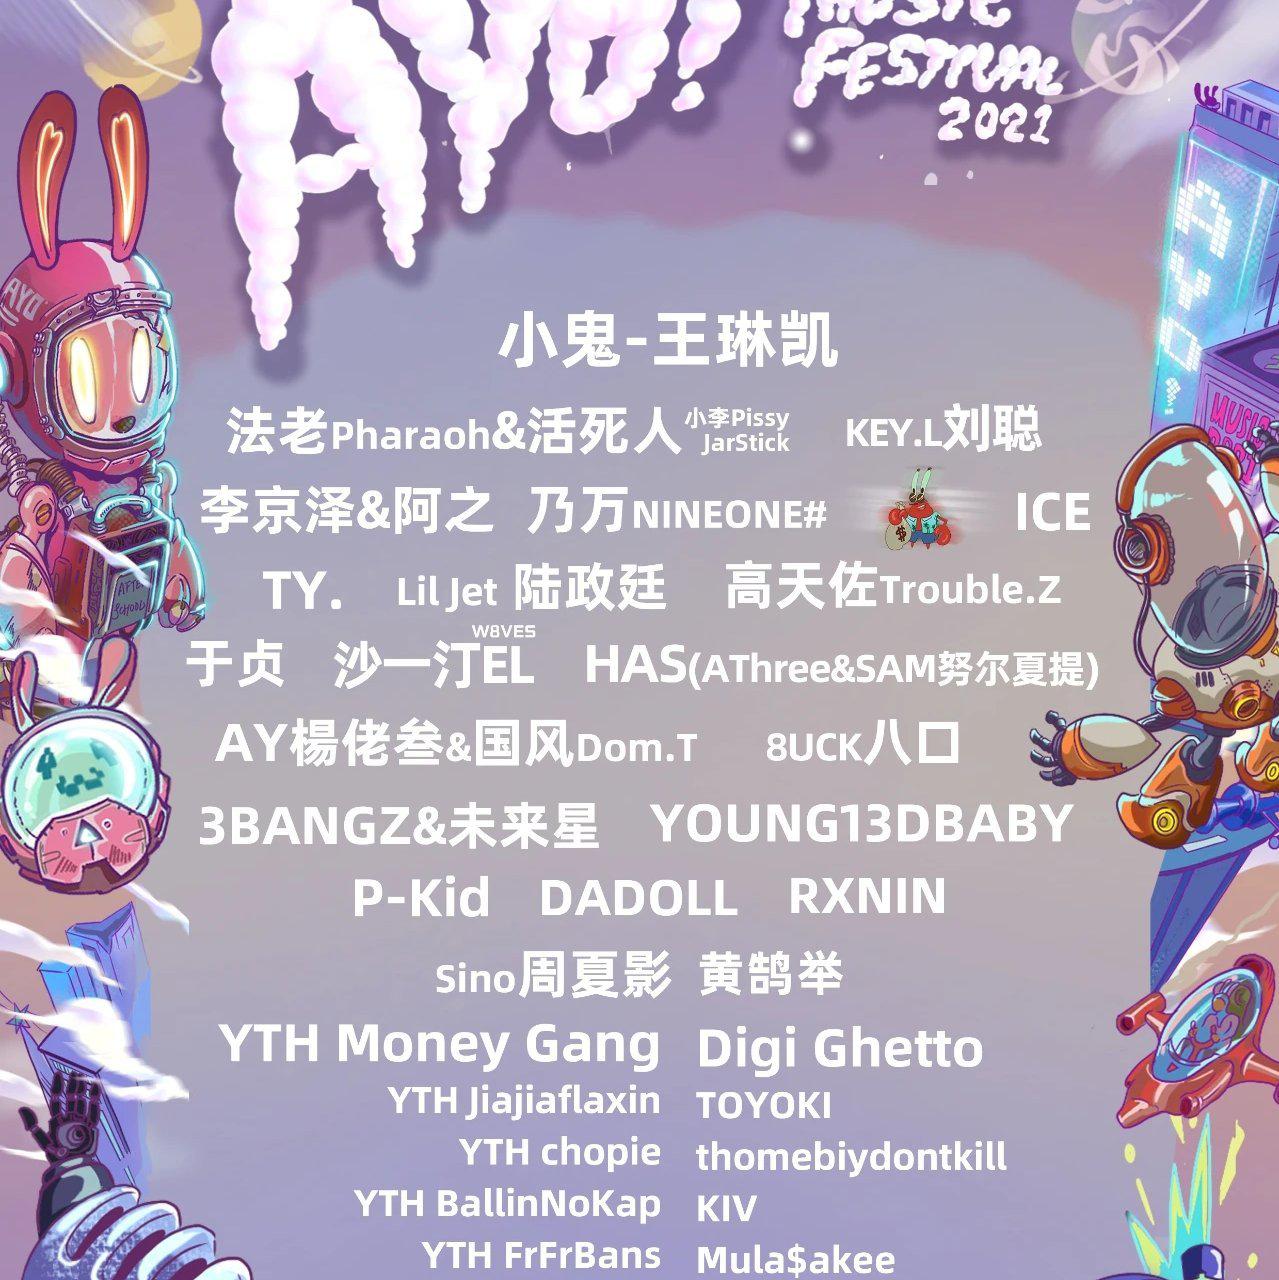 AYO!
MUSIC
FESTIVAL
2021
AYO
AYO!
MUSIC
AFTER
SCHOOL
小鬼-王琳凯
法老Pharaoh&活死人 小李Pissy JarStick KEY.L刘聪
李京泽&阿之 乃万NINEONE# ICE
TY. Lil Jet 陆政廷 高天佐Trouble.Z
W8VES
于贞 沙一汀EL HAS(AThree&SAM努尔夏提)
AY楊佬叁&国风Dom.T 8UCK八口
3BANGZ&未来星 YOUNG13DBABY
P-Kid DADOLL RXNIN
Sino周夏影 黄鹄举
YTH Money Gang Digi Ghetto
YTH Jiajiaflaxin TOYOKI
YTH chopie thomebiydontkill
YTH BallinNoKap KIV
YTH FrFrBans Mula$akee